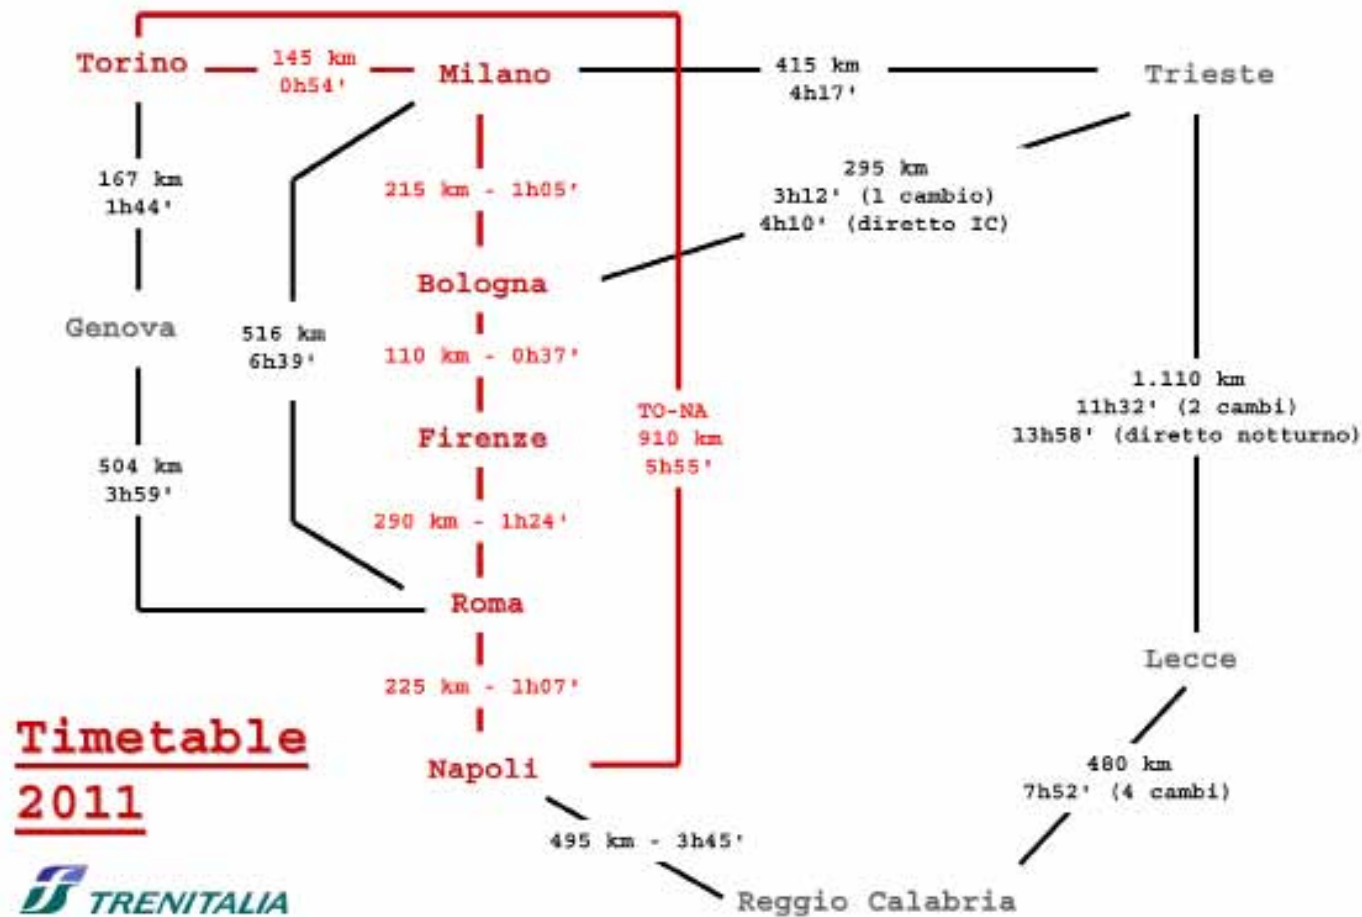 Torino
145 km
0h54'
Milano
415 km
4h17'
Trieste
167 km
1h44'
215 km - 1h05'
295 km
3h12' (1 cambio)
4h10' (diretto IC)
Bologna
Genova
516 km
6h39'
110 km - 0h37'
1.110 km
11h32' (2 cambi)
13h58' (diretto notturno)
TO-NA
910 km
5h55'
Firenze
504 km
3h59'
290 km - 1h24'
Roma
Lecce
225 km - 1h07'
Timetable
2011
Napoli
480 km
7h52' (4 cambi)
495 km - 3h45'
Reggio Calabria
TRENITALIA